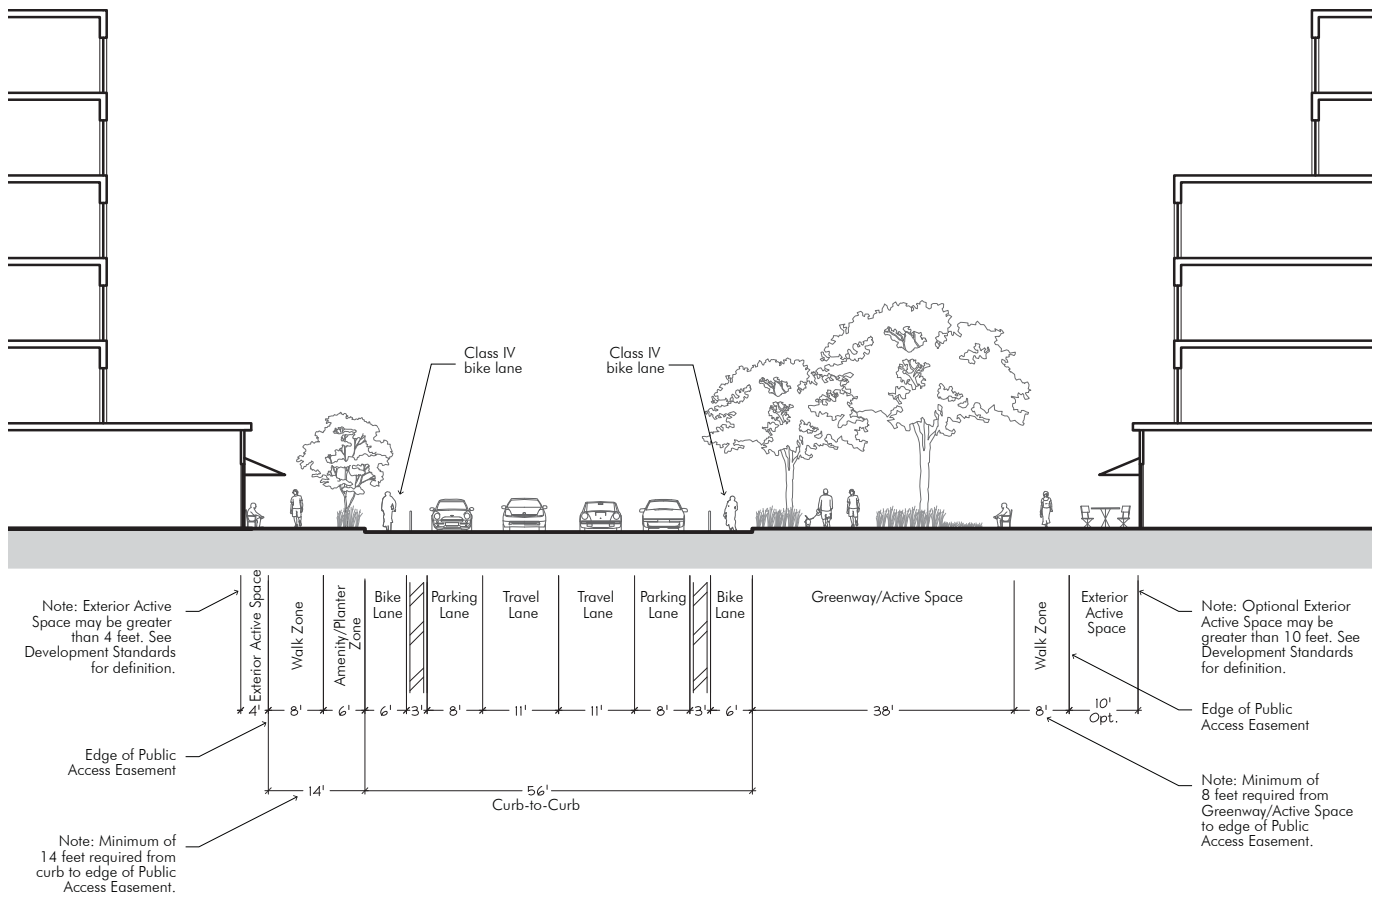 Class IV
bike lane
Class IV
bike lane
Note: Exterior Active
Space may be greater
than 4 feet. See
Development Standards
for definition.
Exterior Active Space
Walk Zone
Amenity/Planter
Zone
Bike
Lane
Parking
Lane
Travel
Lane
Travel
Lane
Parking
Lane
Bike
Lane
Greenway/Active Space
Walk Zone
Exterior
Active
Space
Note: Optional Exterior
Active Space may be
greater than 10 feet. See
Development Standards
for definition.
4' 8' 6' 6' 3' 8' 11' 11' 8' 3' 6' 38' 8' 10'
Opt.
Edge of Public
Access Easement
Edge of Public
Access Easement
14' 56'
Curb-to-Curb
Note: Minimum of
8 feet required from
Greenway/Active Space
to edge of Public
Access Easement.
Note: Minimum of
14 feet required from
curb to edge of Public
Access Easement.